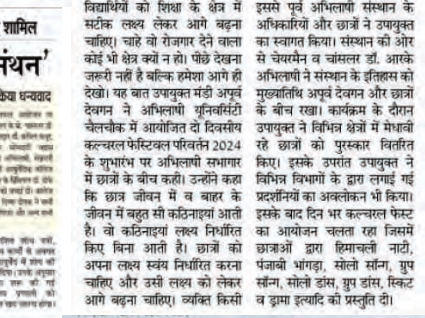 शामिल
मंथन'
विद्यार्थियों को शिक्षा के क्षेत्र में
सटीक लक्ष्य लेकर आगे बढ़ना
चाहिए। चाहे वो रोजगार देने वाला
कोई भी क्षेत्र क्यों न हो। पीछे देखना
जरूरी नहीं है बल्कि हमेशा आगे ही
देखो। यह बात उपायुक्त मंडी अपूर्व
देवगन ने अभिलाषी यूनिवर्सिटी
चैलचौक में आयोजित दो दिवसीय
कल्चरल फेस्टिवल परिवर्तन 2024
के शुभारंभ पर अभिलाषी सभागार
में छात्रों के बीच कही। उन्होंने कहा
कि छात्र जीवन में व बाहर के
जीवन में बहुत सी कठिनाइयां आती
है। वो कठिनाइयां लक्ष्य निर्धारित
किए बिना आती है। छात्रों को
अपना लक्ष्य स्वंय निर्धारित करना
चाहिए और उसी लक्ष्य को लेकर
आगे बढ़ना चाहिए। व्यक्ति किसी
इससे पूर्व अभिलाषी संस्थान के
अधिकारियों और छात्रों ने उपायुक्त
का स्वागत किया। संस्थान की ओर
से चेयरमैन व चांसलर डॉ. आरके
अभिलाषी ने संस्थान के इतिहास को
मुख्यातिथि अपूर्व देवगन और छात्रों
के बीच रखा। कार्यक्रम के दौरान
उपायुक्त ने विभिन्न क्षेत्रों में मेधावी
रहे छात्रों को पुरस्कार वितरित
किए। इसके उपरांत उपायुक्त ने
विभिन्न विभागों के द्वारा लगाई गई
प्रदर्शनियों का अवलोकन भी किया।
इसके बाद दिन भर कल्चरल फेस्ट
का आयोजन चलता रहा जिसमें
छात्राओं द्वारा हिमाचली नाटी,
पंजाबी भांगड़ा, सोलो सॉन्ग, ग्रुप
सॉन्ग, सोलो डांस, ग्रुप डांस, स्किट
व ड्रामा इत्यादि की प्रस्तुति दी।